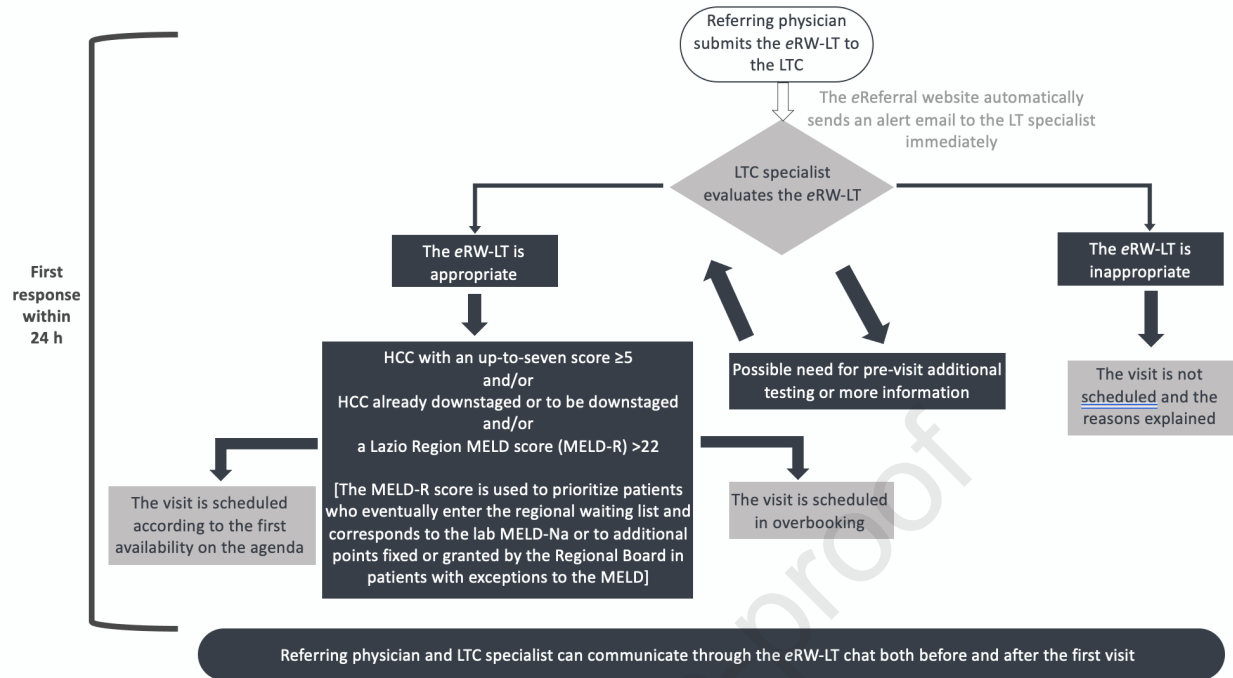 Referring physician
submits the eRW-LT to
the LTC
The eReferral website automatically
sends an alert email to the LT specialist
immediately
LTC specialist
evaluates the eRW-LT
The eRW-LT is
appropriate
The eRW-LT is
inappropriate
First
response
within
24 h
HCC with an up-to-seven score ≥5
and/or
HCC already downstaged or to be downstaged
and/or
a Lazio Region MELD score (MELD-R) >22
[The MELD-R score is used to prioritize patients
who eventually enter the regional waiting list and
corresponds to the lab MELD-Na or to additional
points fixed or granted by the Regional Board in
patients with exceptions to the MELD]
Possible need for pre-visit additional
testing or more information
The visit is not
scheduled and the
reasons explained
The visit is scheduled
according to the first
availability on the agenda
The visit is scheduled
in overbooking
proof
Referring physician and LTC specialist can communicate through the eRW-LT chat both before and after the first visit